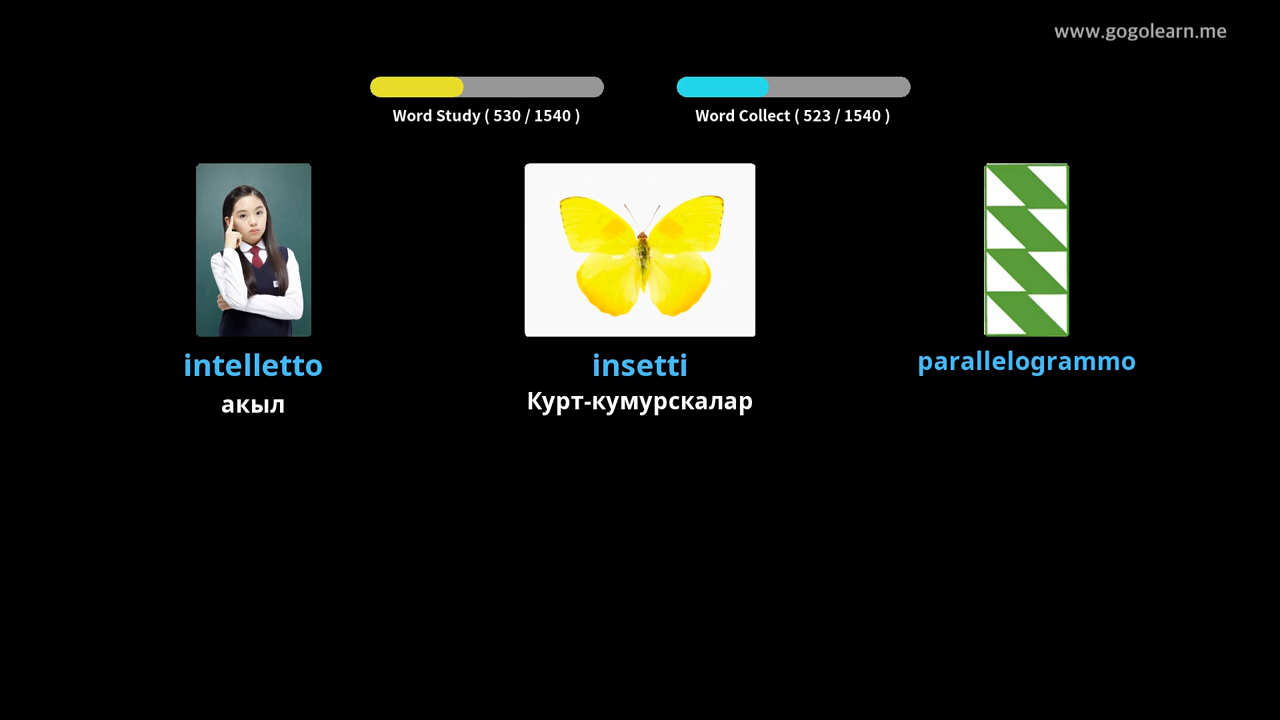 www.gogolearn.me
Word Study ( 530 / 1540 )
Word Collect ( 523 / 1540 )
intelletto
акыл
insetti
Курт-кумурскалар
parallelogrammo